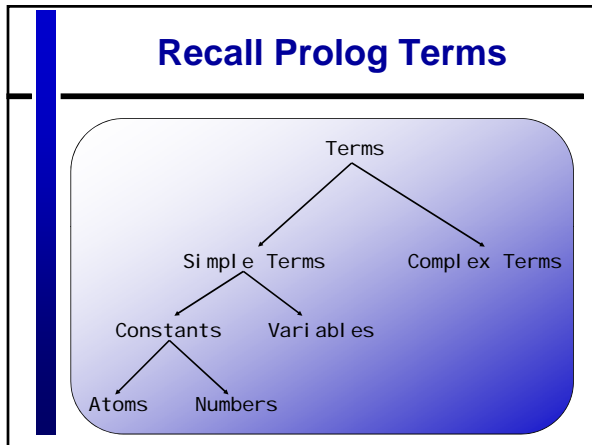 Recall Prolog Terms
Terms
Simple Terms Complex Terms
Constants Variables
Atoms Numbers